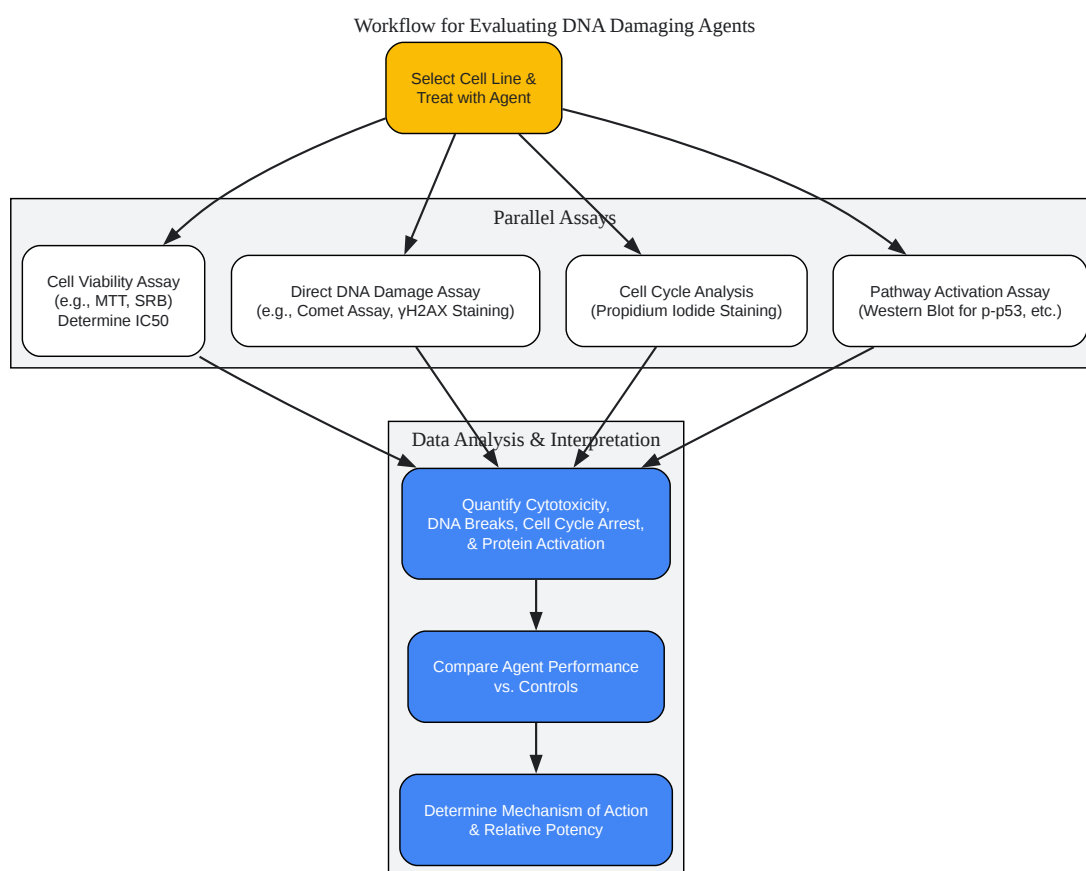 Workflow for Evaluating DNA Damaging Agents
Select Cell Line &
Treat with Agent
Parallel Assays
Cell Viability Assay
(e.g., MTT, SRB)
Determine IC50
Direct DNA Damage Assay
(e.g., Comet Assay, γH2AX Staining)
Cell Cycle Analysis
(Propidium Iodide Staining)
Pathway Activation Assay
(Western Blot for p-p53, etc.)
Data Analysis & Interpretation
Quantify Cytotoxicity,
DNA Breaks, Cell Cycle Arrest,
& Protein Activation
Compare Agent Performance
vs. Controls
Determine Mechanism of Action
& Relative Potency